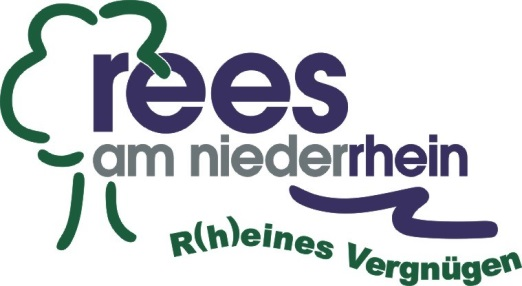 rees
am niederrhein
R(h)eines Vergnügen